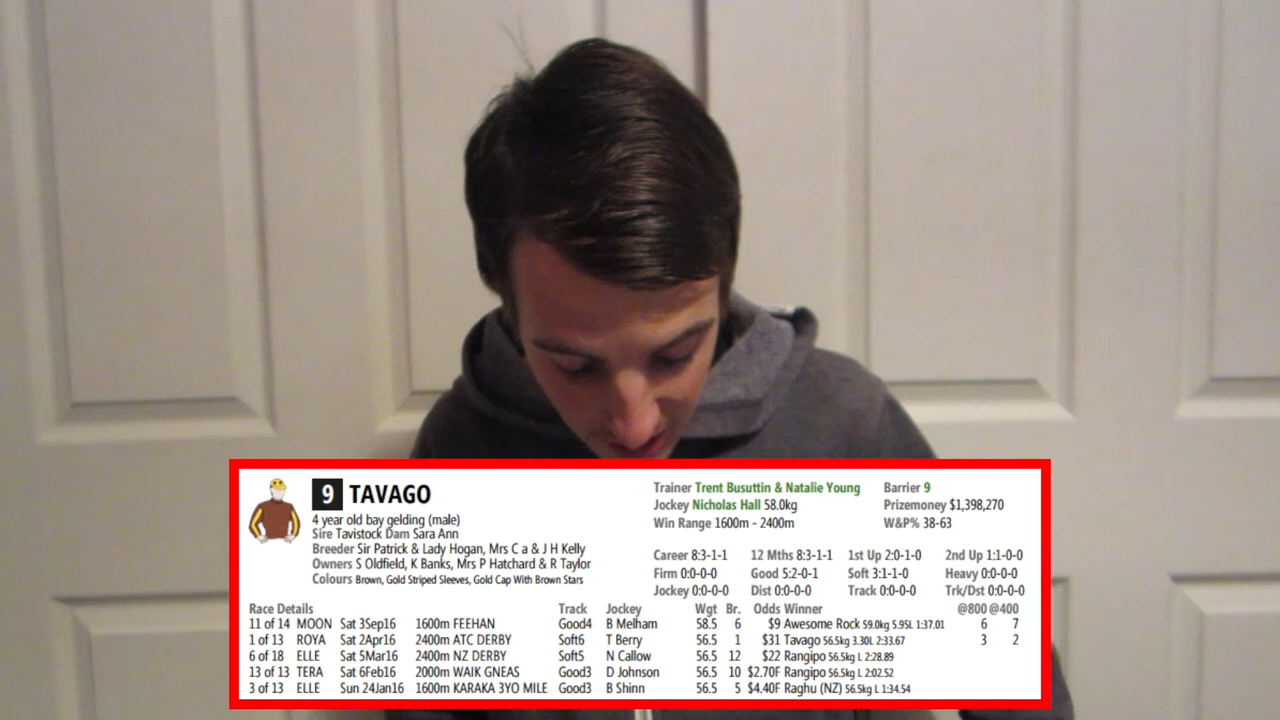 9 TAVAGO
4 year old bay gelding (male)
Sire Tavistock Dam Sara Ann
Breeder Sir Patrick & Lady Hogan, Mrs C a & J H Kelly
Owners S Oldfield, K Banks, Mrs P Hatchard & R Taylor
Colours Brown, Gold Striped Sleeves, Gold Cap With Brown Stars
Trainer Trent Busuttin & Natalie Young Barrier 9
Jockey Nicholas Hall 58.0kg Prizemoney $1,398,270
Win Range 1600m - 2400m W&P% 38-63
Career 8:3-1-1 12 Mths 8:3-1-1 1st Up 2:0-1-0 2nd Up 1:1-0-0
Firm 0:0-0-0 Good 5:2-0-1 Soft 3:1-1-0 Heavy 0:0-0-0
Jockey 0:0-0-0 Dist 0:0-0-0 Track 0:0-0-0 Trk/Dst 0:0-0-0
Race Details Track Jockey Wgt Br. Odds Winner @800 @400
11 of 14 MOON Sat 3Sep16 1600m FEEHAN Good4 B Melham 58.5 6 $9 Awesome Rock 59.0kg 5.95L 1:37.01 6 7
1 of 13 ROYA Sat 2Apr16 2400m ATC DERBY Soft6 T Berry 56.5 1 $31 Tavago 56.5kg 3.30L 2:33.67 3 2
6 of 18 ELLE Sat 5Mar16 2400m NZ DERBY Soft5 N Callow 56.5 12 $22 Rangipo 56.5kg L 2:28.89
13 of 13 TERA Sat 6Feb16 2000m WAIK GNEAS Good3 D Johnson 56.5 10 $2.70F Rangipo 56.5kg L 2:02.52
3 of 13 ELLE Sun 24Jan16 1600m KARAKA 3YO MILE Good3 B Shinn 56.5 5 $4.40F Raghu (NZ) 56.5kg L 1:34.54